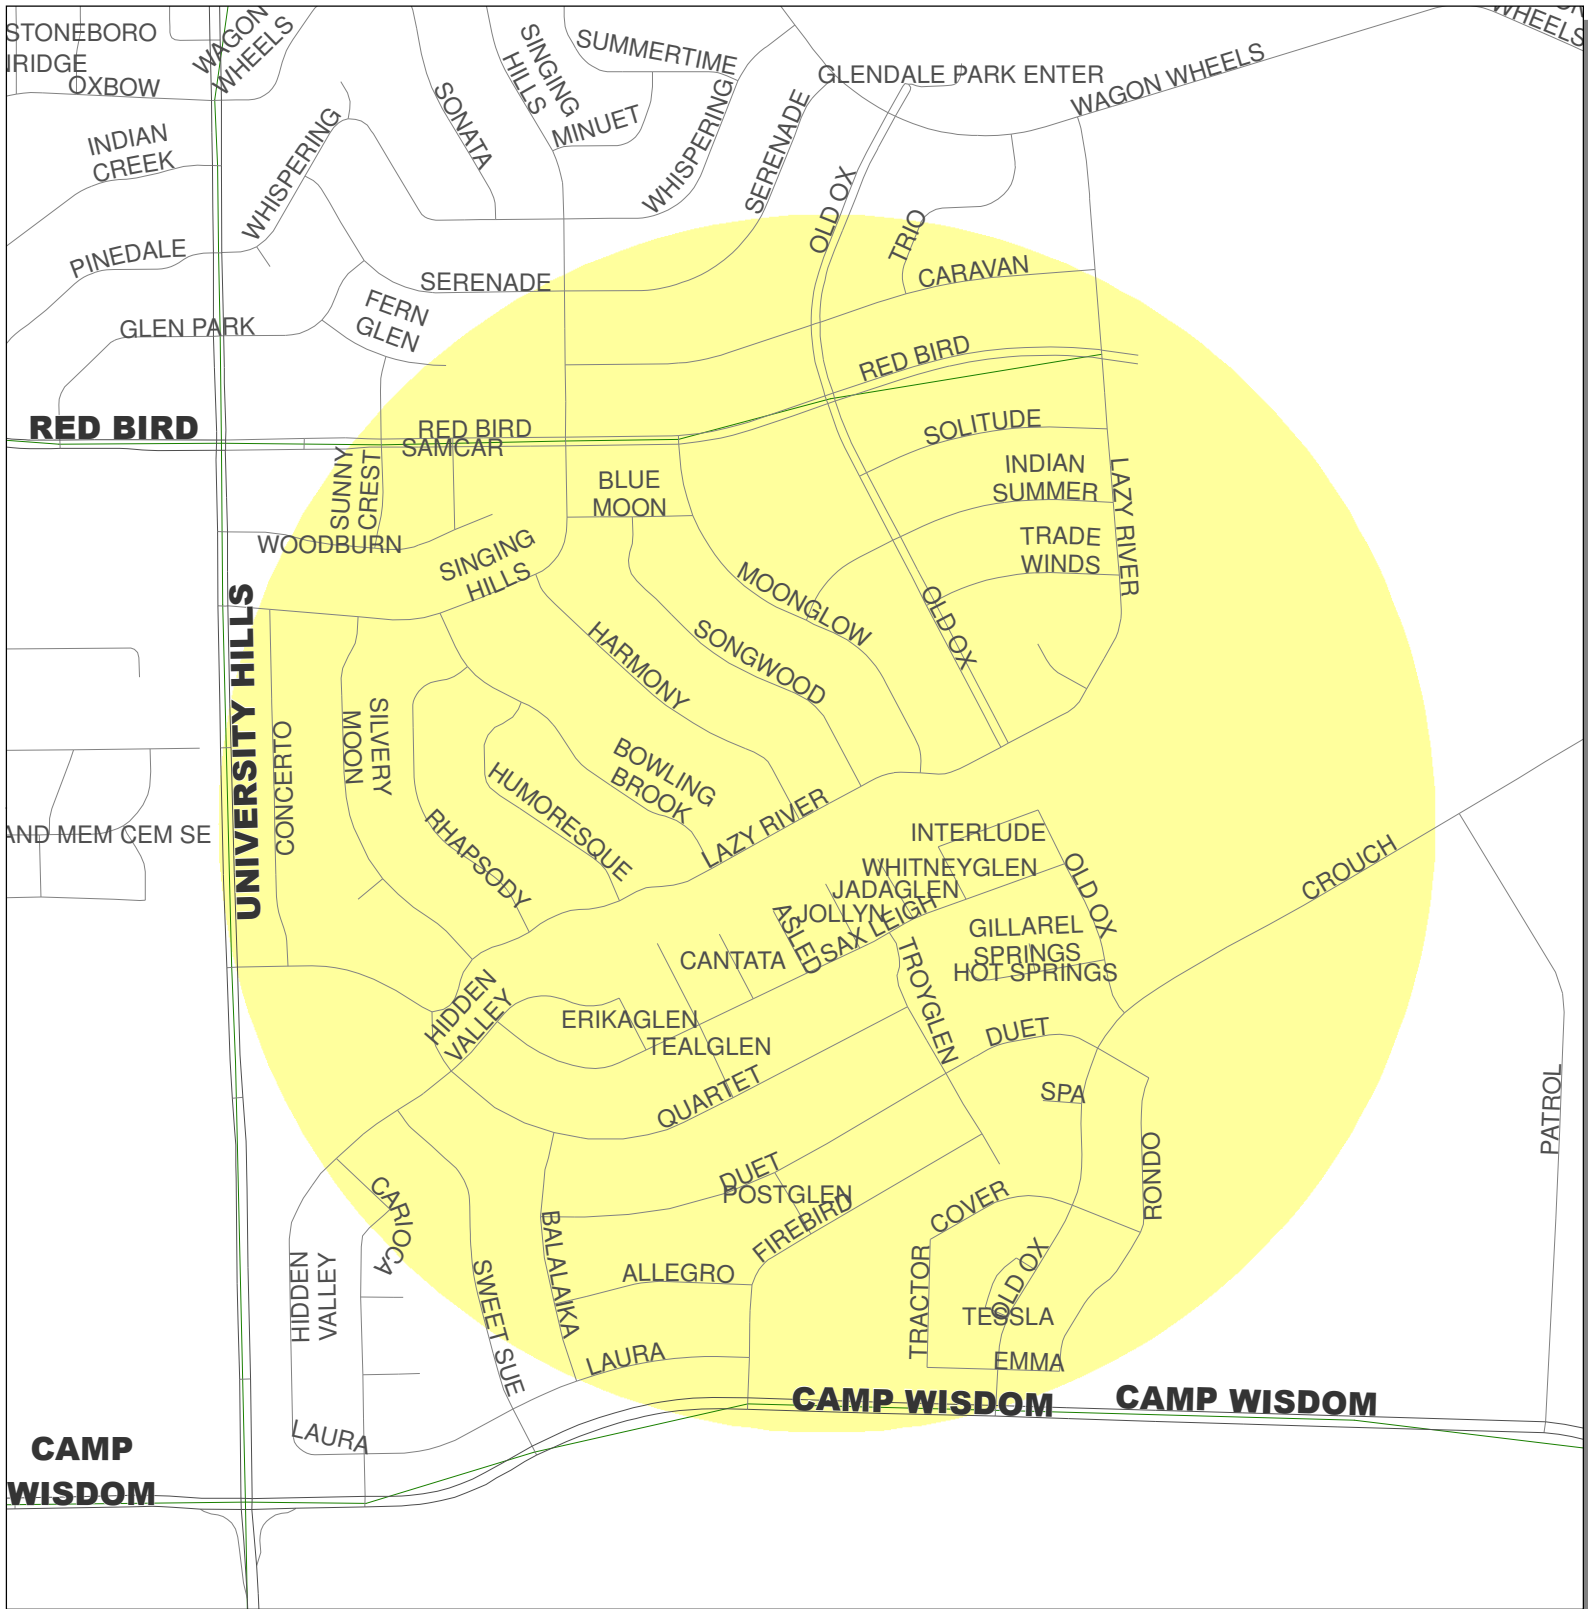 STONEBORO
WAGON
WHEELS
SINGING
HILLS
SUMMERTIME
WHEELS
NRIDGE
OXBOW
GLENDALE PARK ENTER
WAGON WHEELS
SONATA
MINUET
WHISPERING
SERENADE
INDIAN
CREEK
WHISPERING
OLD OX
TRIO
PINEDALE
SERENADE
CARAVAN
FERN
GLEN
GLEN PARK
RED BIRD
RED BIRD
RED BIRD
SAMCAR
SOLITUDE
SUNNY
CREST
BLUE
MOON
INDIAN
SUMMER
LAZY RIVER
WOODBURN
SINGING
HILLS
TRADE
WINDS
MOONGLOW
OLD OX
UNIVERSITY HILLS
HARMONY
SONGWOOD
CONCERTO
SILVERY
MOON
BOWLING
BROOK
HUMORESQUE
RHAPSODY
LAZY RIVER
AND MEM CEM SE
INTERLUDE
WHITNEYGLEN
JADAGLEN
JOLLYN
ASLED
SAX LEIGH
OLD OX
CROUCH
GILLAREL
SPRINGS
HOT SPRINGS
CANTATA
TROYGLEN
HIDDEN
VALLEY
ERIKAGLEN
TEALGLEN
DUET
QUARTET
SPA
PATROL
RONDO
DUET
POSTGLEN
FIREBIRD
CARIOCA
COVER
BALALAIKA
HIDDEN
VALLEY
ALLEGRO
SWEET SUE
TRACTOR
OLD OX
TESSLA
LAURA
EMMA
CAMP WISDOM
CAMP WISDOM
LAURA
CAMP
WISDOM